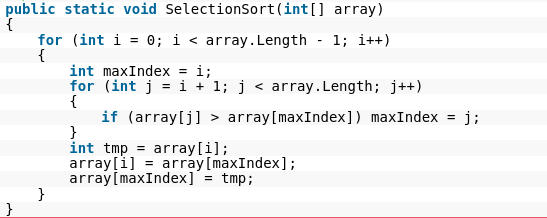 public static void SelectionSort(int[] array)
{
    for (int i = 0; i < array.Length - 1; i++)
    {
        int maxIndex = i;
        for (int j = i + 1; j < array.Length; j++)
        {
            if (array[j] > array[maxIndex]) maxIndex = j;
        }
        int tmp = array[i];
        array[i] = array[maxIndex];
        array[maxIndex] = tmp;
    }
}